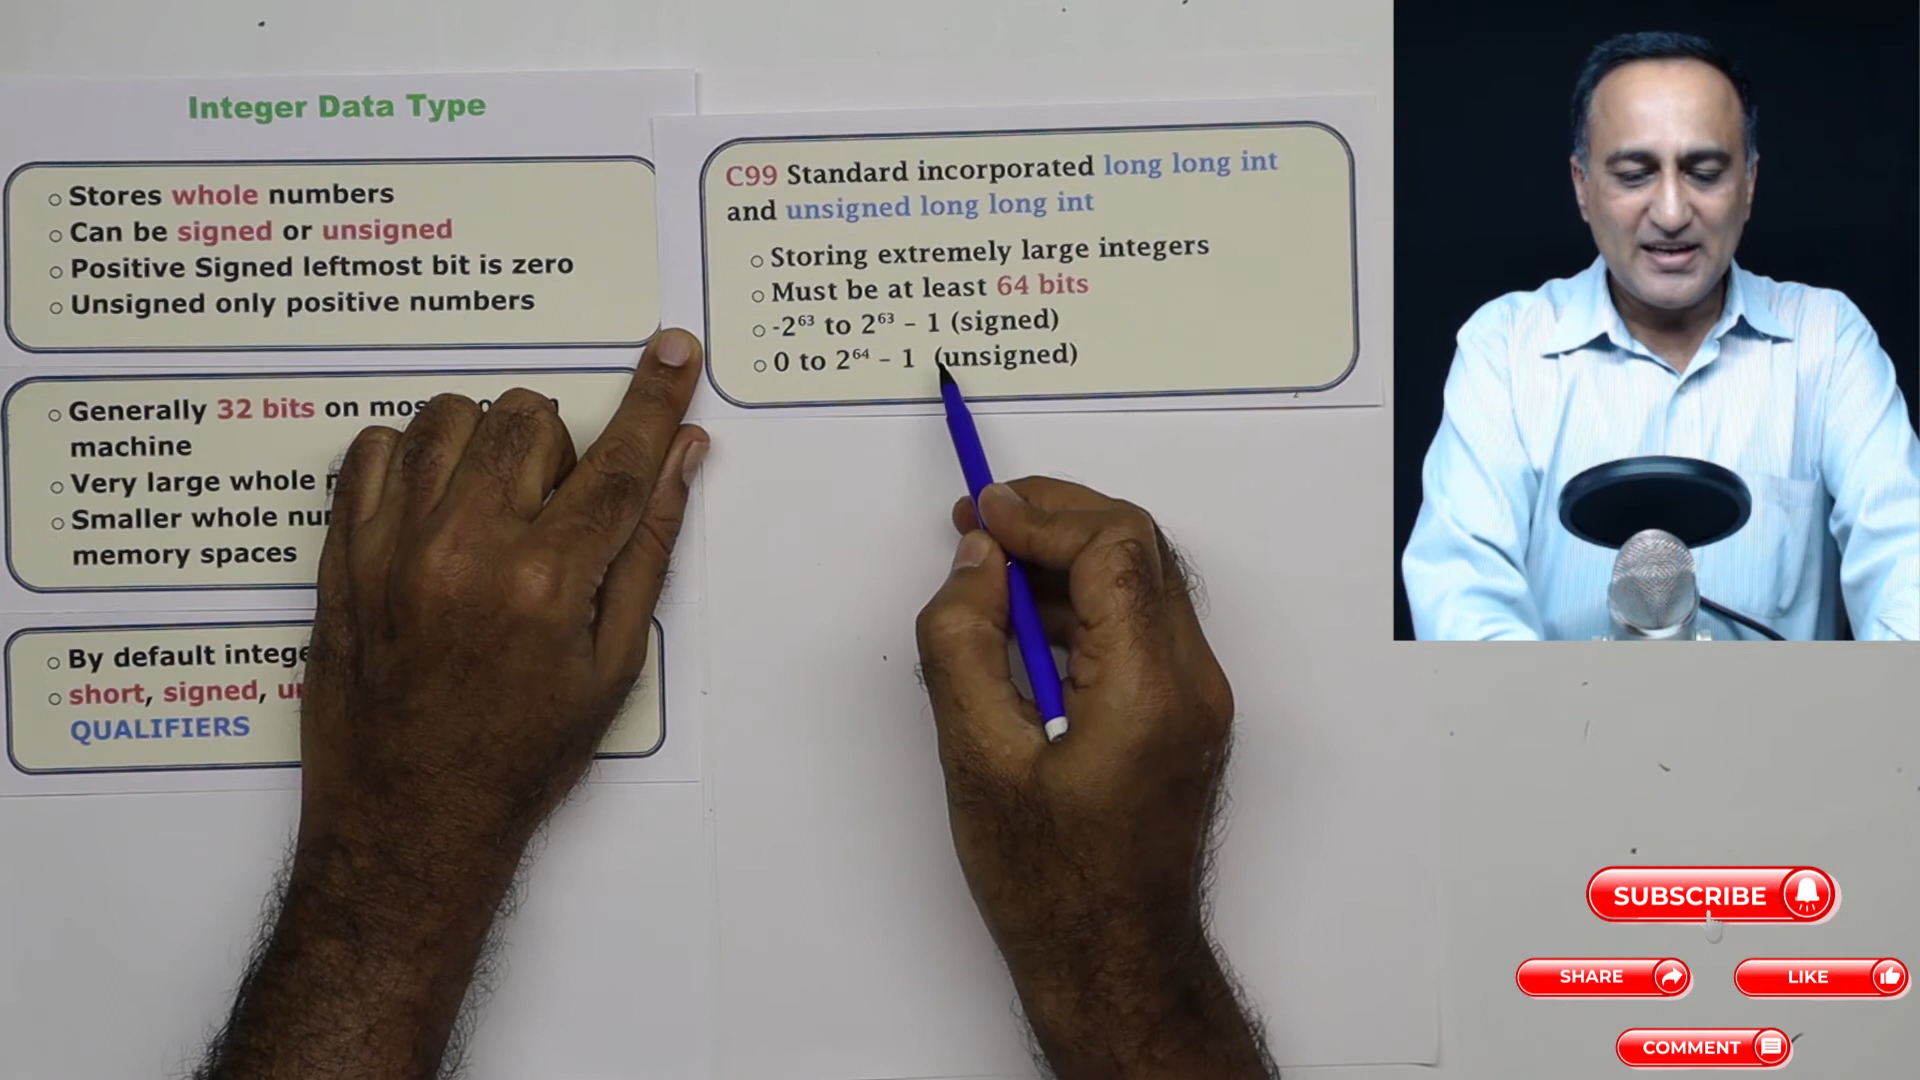 Integer Data Type
Stores whole numbers
Can be signed or unsigned
Positive Signed leftmost bit is zero
Unsigned only positive numbers
Generally 32 bits on
machine
Very large whole
Smaller whole
memory spaces
By default
short, signed,
QUALIFIERS
C99 Standard incorporated long long int
and unsigned long long int
Storing extremely large integers
Must be at least 64 bits
-2⁶³ to 2⁶³ – 1 (signed)
0 to 2⁶⁴ – 1 (unsigned)
SUBSCRIBE
SHARE
LIKE
COMMENT